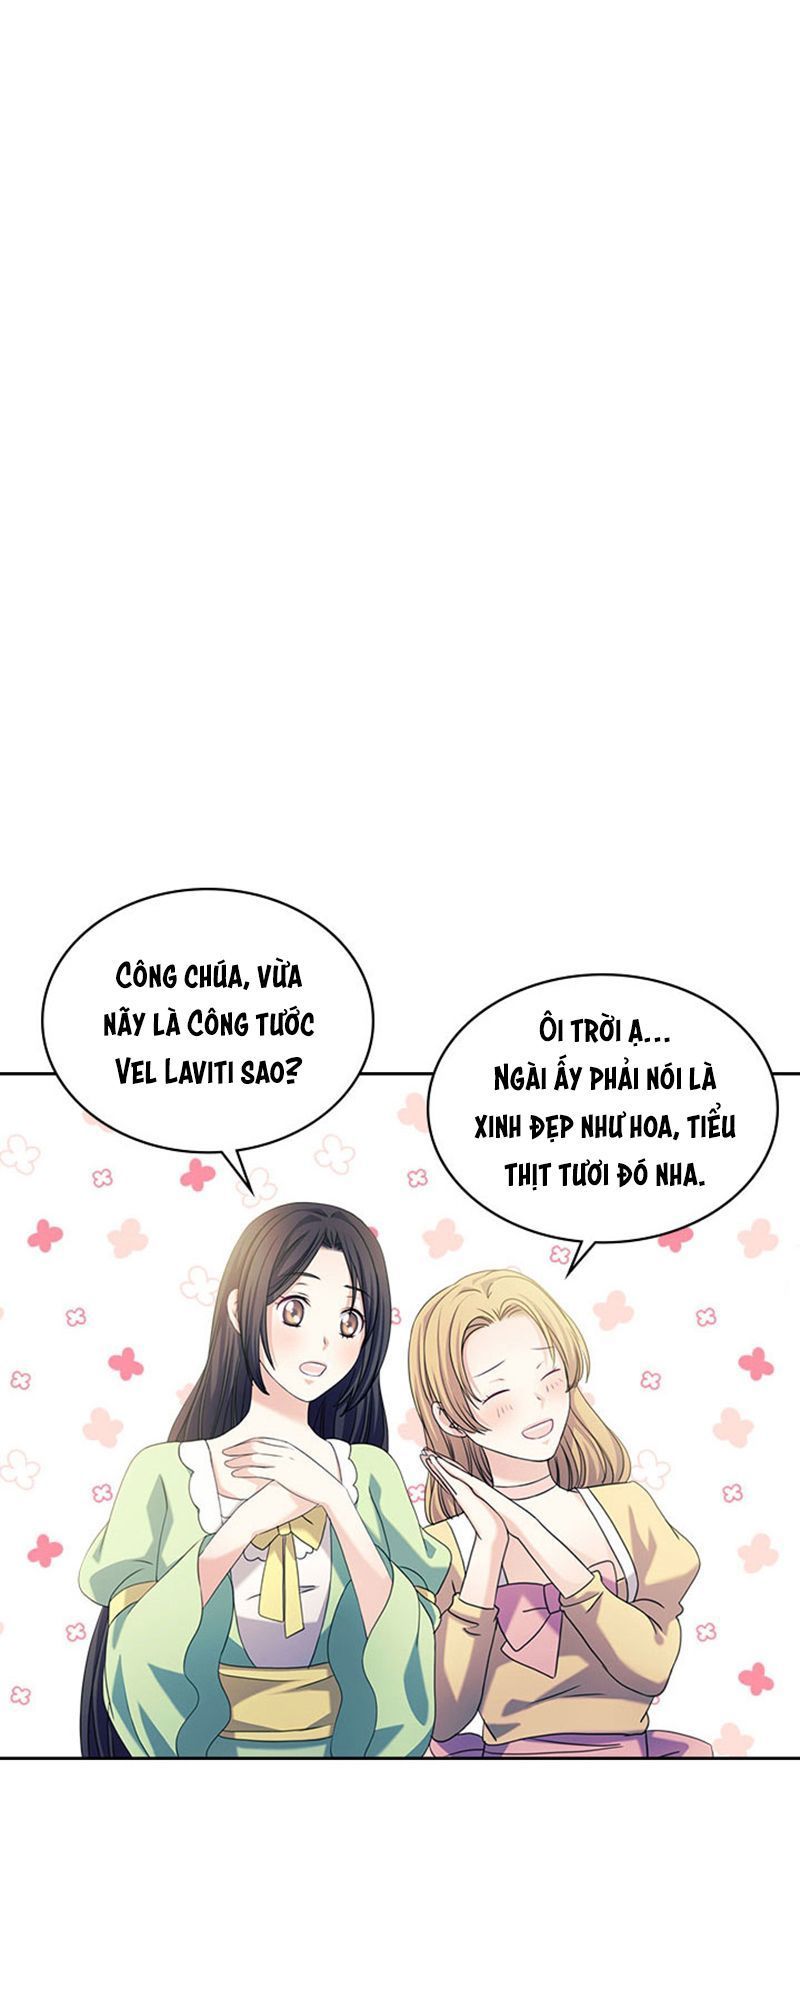 CÔNG CHÚA, VỪA
NÃY LÀ CÔNG TƯỚC
VEL LAVITI SAO?
ÔI TRỜI Ạ...
NGÀI ẤY PHẢI NÓI LÀ
XINH ĐẸP NHƯ HOA, TIỂU
THỊT TƯƠI ĐÓ NHA.